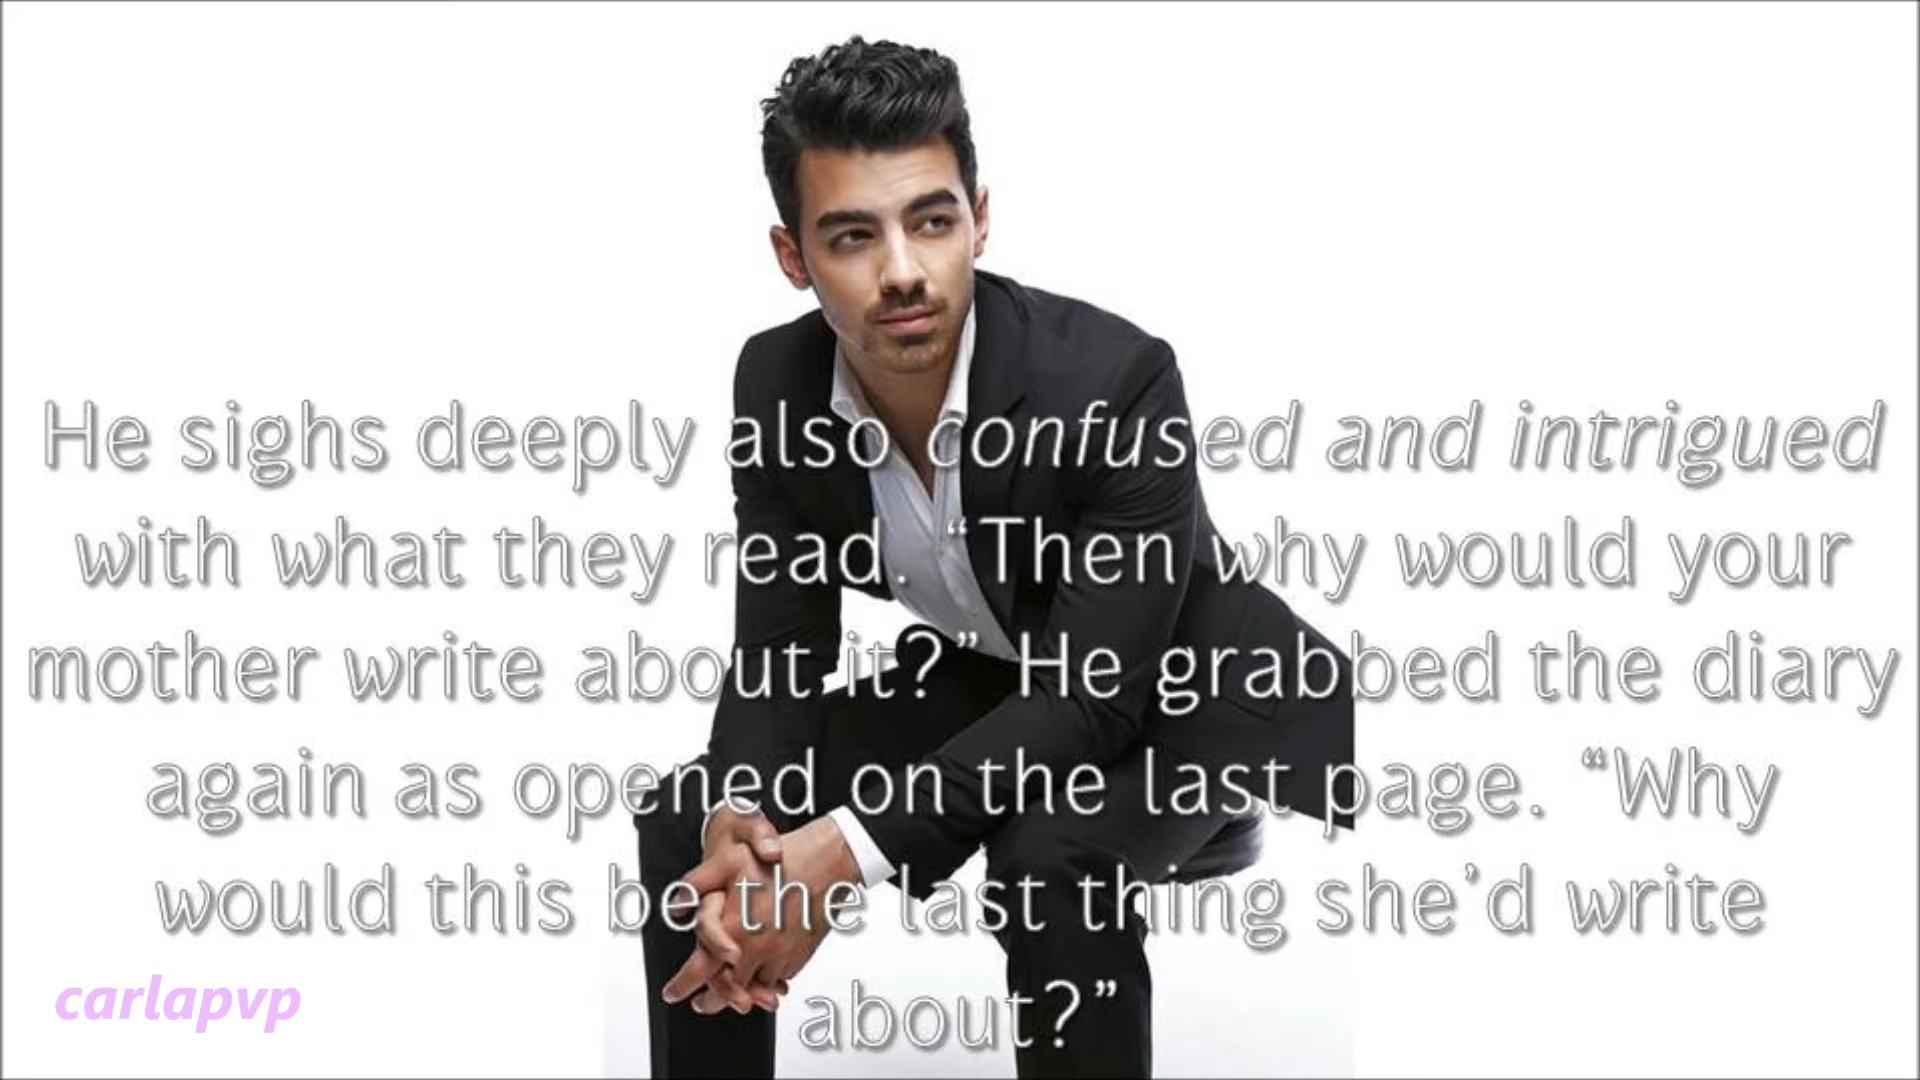 He sighs deeply also confused and intrigued
with what they read. “Then why would your
mother write about it?” He grabbed the diary
again as opened on the last page. “Why
would this be the last thing she’d write
about?”
carlapvp